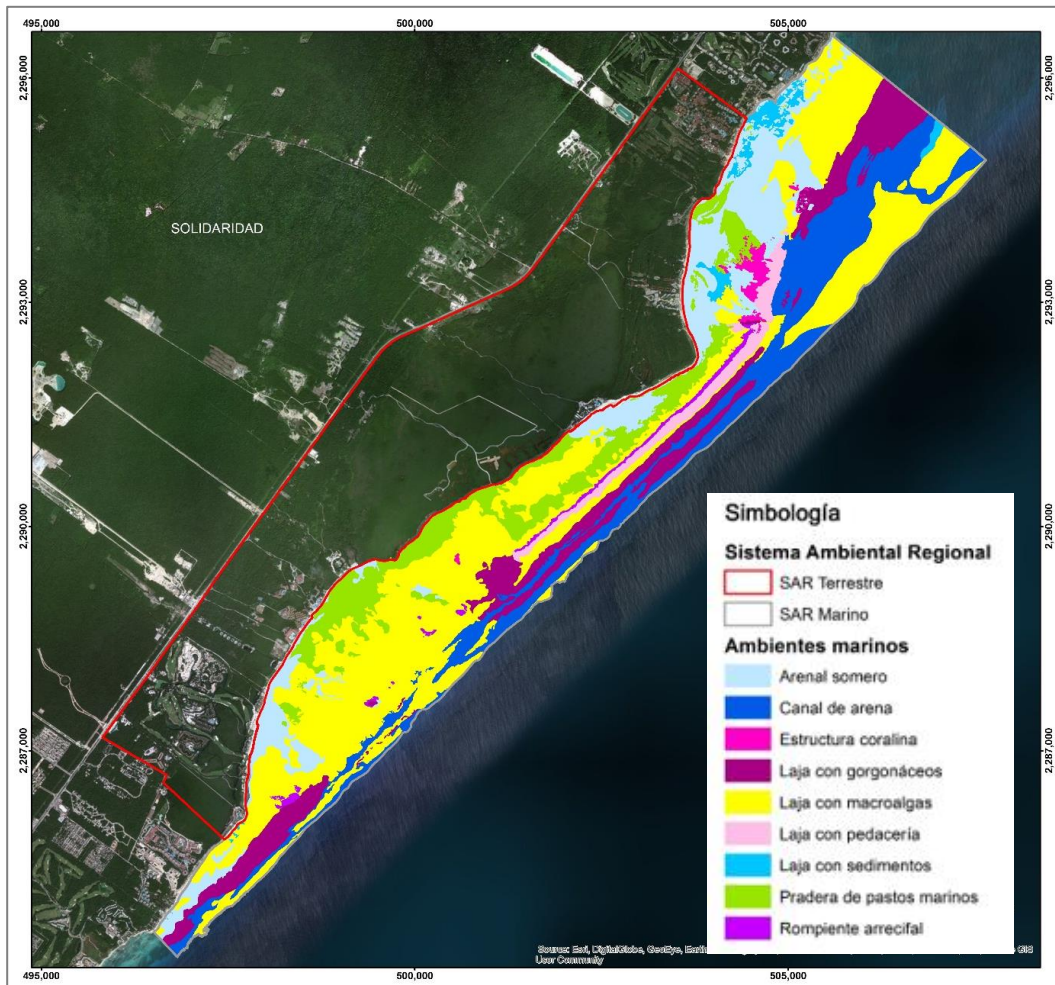 495,000
500,000
505,000
2,296,000
2,296,000
SOLIDARIDAD
2,293,000
2,293,000
2,290,000
2,290,000
2,287,000
2,287,000
Simbología
Sistema Ambiental Regional
SAR Terrestre
SAR Marino
Ambientes marinos
Arenal somero
Canal de arena
Estructura coralina
Laja con gorgonáceos
Laja con macroalgas
Laja con pedacería
Laja con sedimentos
Pradera de pastos marinos
Rompiente arrecifal
Source: Esri, DigitalGlobe, GeoEye, GIS
User Community
495,000
500,000
505,000